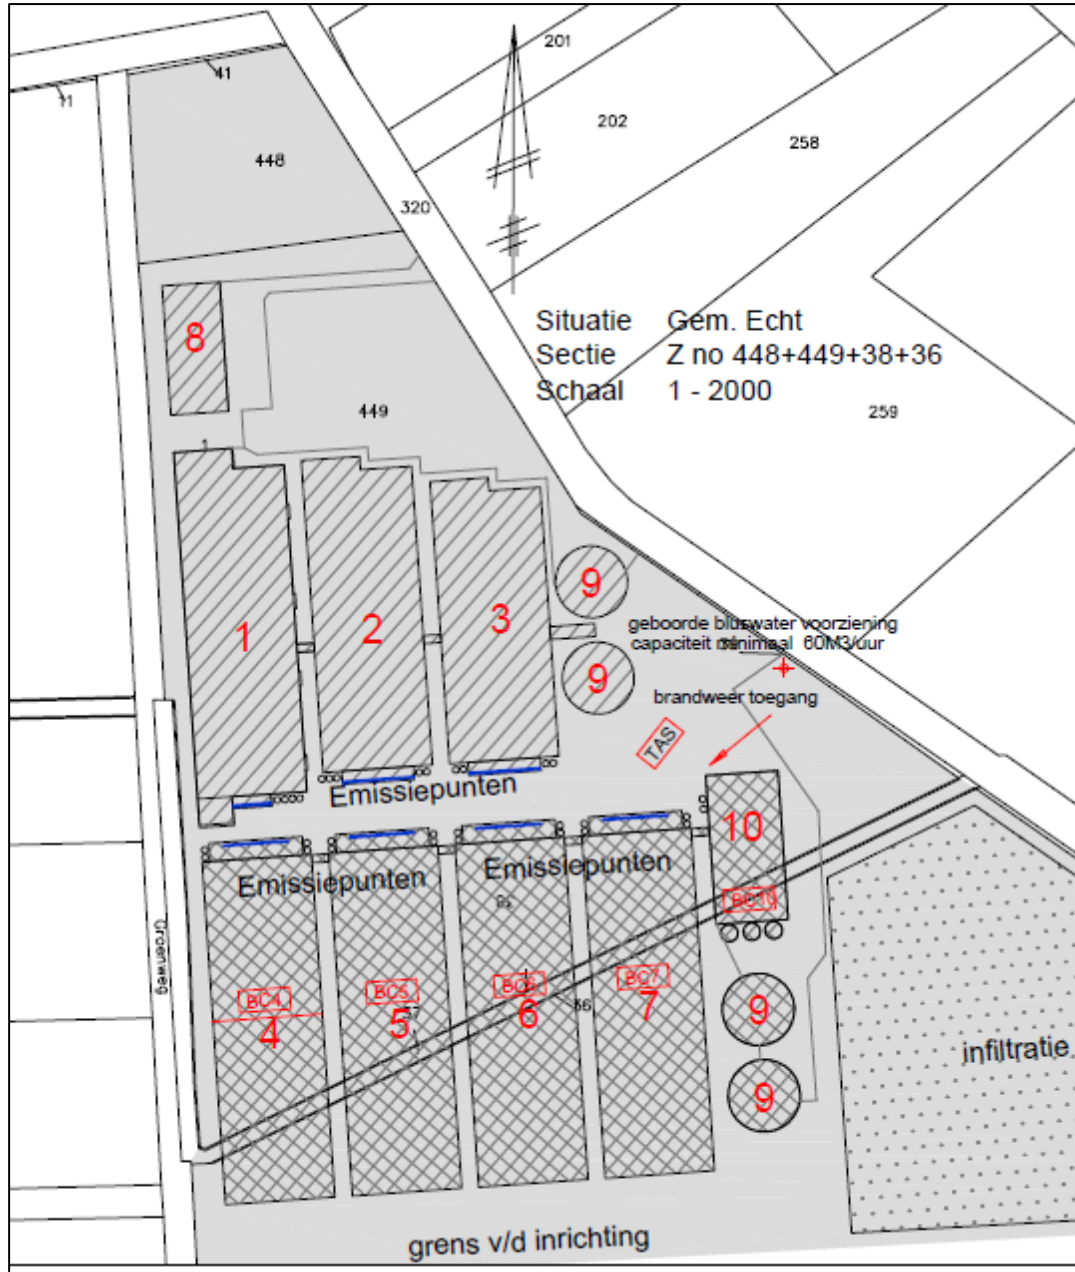 201
41
11
202
258
448
320
Situatie Gem. Echt
Sectie Z no 448+449+38+36
Schaal 1 - 2000
8
449
259
1
9
1
2
3
geboorde bluswater voorziening
capaciteit minimaal 60M3/uur
9
brandweer toegang
TAS
Emissiepunten
10
Emissiepunten
Emissiepunten
BC10
Groenweg
BC4
BC5
BC6
BC7
36
4
5
6
7
9
infiltratie.
9
grens v/d inrichting